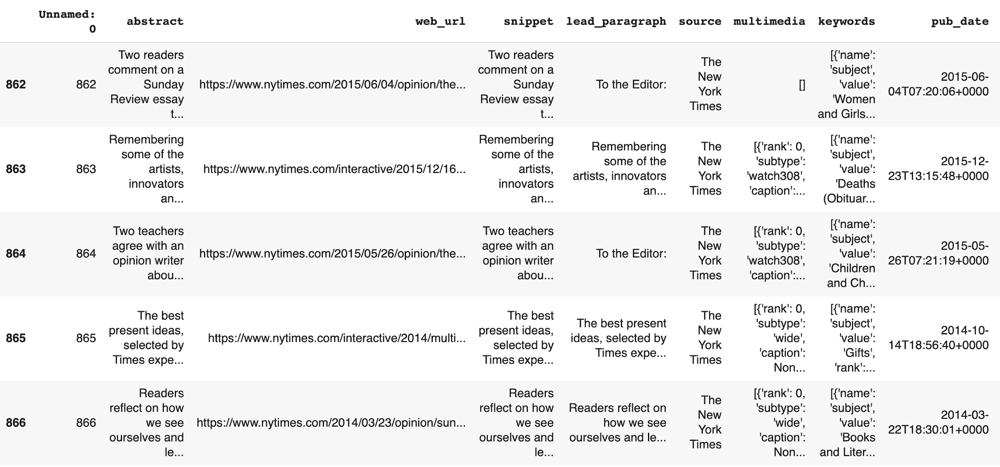 Unnamed: 0 abstract web_url snippet lead_paragraph source multimedia keywords pub_date
862 862 Two readers comment on a Sunday Review essay t... https://www.nytimes.com/2015/06/04/opinion/the... Two readers comment on a Sunday Review essay t... To the Editor: The New York Times [] [{'name': 'subject', 'value': 'Women and Girls... 2015-06-04T07:20:06+0000
863 863 Remembering some of the artists, innovators an... https://www.nytimes.com/interactive/2015/12/16... Remembering some of the artists, innovators an... Remembering some of the artists, innovators an... The New York Times [{'rank': 0, 'subtype': 'watch308', 'caption':... [{'name': 'subject', 'value': 'Deaths (Obituar... 2015-12-23T13:15:48+0000
864 864 Two teachers agree with an opinion writer abou... https://www.nytimes.com/2015/05/26/opinion/the... Two teachers agree with an opinion writer abou... To the Editor: The New York Times [{'rank': 0, 'subtype': 'watch308', 'caption':... [{'name': 'subject', 'value': 'Children and Ch... 2015-05-26T07:21:19+0000
865 865 The best present ideas, selected by Times expe... https://www.nytimes.com/interactive/2014/multi... The best present ideas, selected by Times expe... The best present ideas, selected by Times expe... The New York Times [{'rank': 0, 'subtype': 'wide', 'caption': Non... [{'name': 'subject', 'value': 'Gifts', 'rank':... 2014-10-14T18:56:40+0000
866 866 Readers reflect on how we see ourselves and le... https://www.nytimes.com/2014/03/23/opinion/sun... Readers reflect on how we see ourselves and le... Readers reflect on how we see ourselves and le... The New York Times [{'rank': 0, 'subtype': 'wide', 'caption': Non... [{'name': 'subject', 'value': 'Books and Liter... 2014-03-22T18:30:01+0000